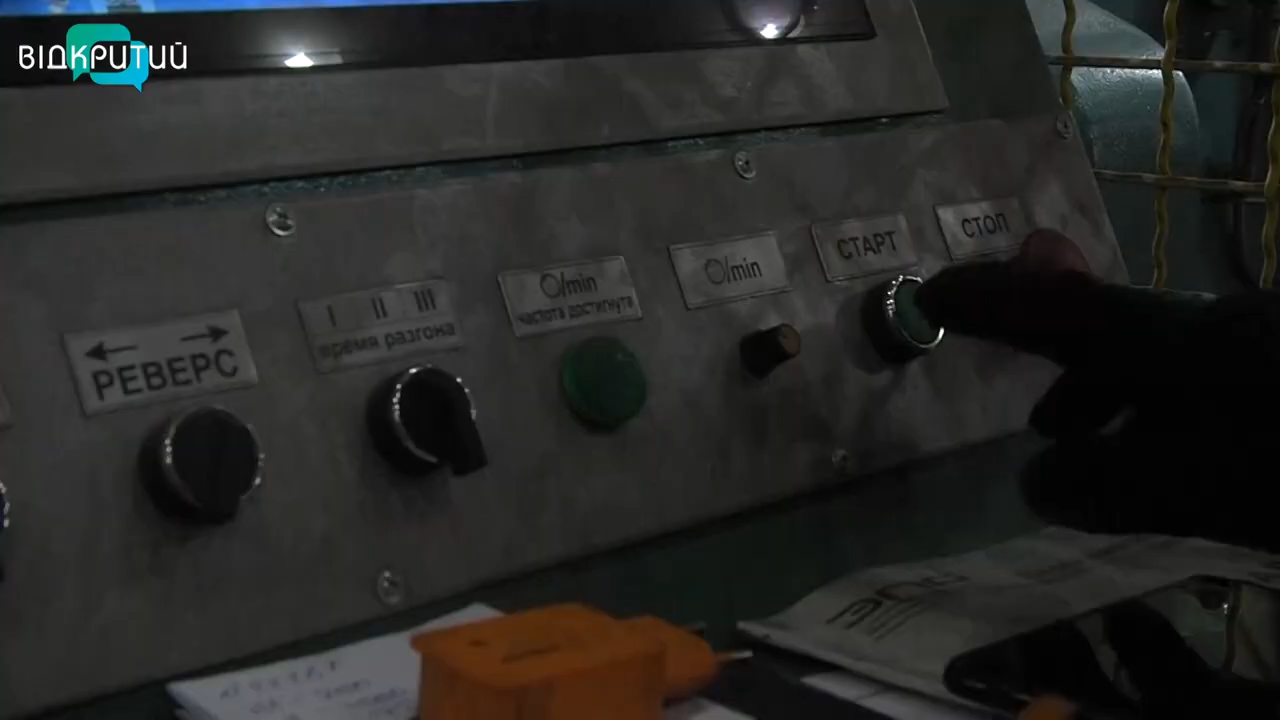 ВІДКРИТИЙ
РЕВЕРС
I II III
время разгона
/min
частота достигнута
/min
СТАРТ
СТОП